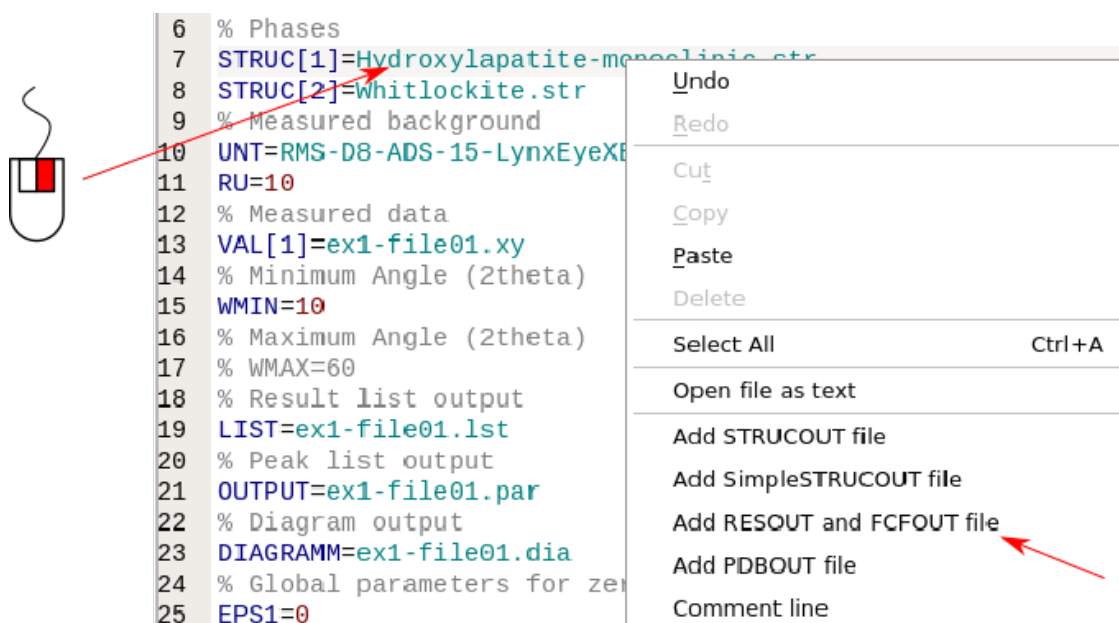 6 % Phases
7 STRUC[1]=Hydroxylapatite-monoclinic.str
8 STRUC[2]=Whitlockite.str
9 % Measured background
10 UNT=RMS-D8-ADS-15-LynxEyeXE
11 RU=10
12 % Measured data
13 VAL[1]=ex1-file01.xy
14 % Minimum Angle (2theta)
15 WMIN=10
16 % Maximum Angle (2theta)
17 % WMAX=60
18 % Result list output
19 LIST=ex1-file01.lst
20 % Peak list output
21 OUTPUT=ex1-file01.par
22 % Diagram output
23 DIAGRAMM=ex1-file01.dia
24 % Global parameters for zer
25 EPS1=0
Undo
Redo
Cut
Copy
Paste
Delete
Select All Ctrl+A
Open file as text
Add STRUCOUT file
Add SimpleSTRUCOUT file
Add RESOUT and FCFOUT file
Add PDBOUT file
Comment line